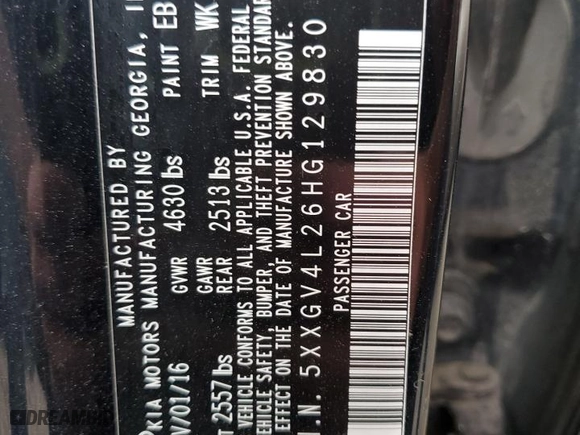 MANUFACTURED BY
KIA MOTORS MANUFACTURING GEORGIA,
/01/16 GVWR 4630 lbs PAINT EB
GAWR
2557 lbs REAR 2513 lbs TRIM WK
VEHICLE CONFORMS TO ALL APPLICABLE U.S.A. FEDERAL
VEHICLE SAFETY, BUMPER, AND THEFT PREVENTION STANDAR
EFFECT ON THE DATE OF MANUFACTURE SHOWN ABOVE.
I.N. 5XXGV4L26HG129830
PASSENGER CAR
DREAM